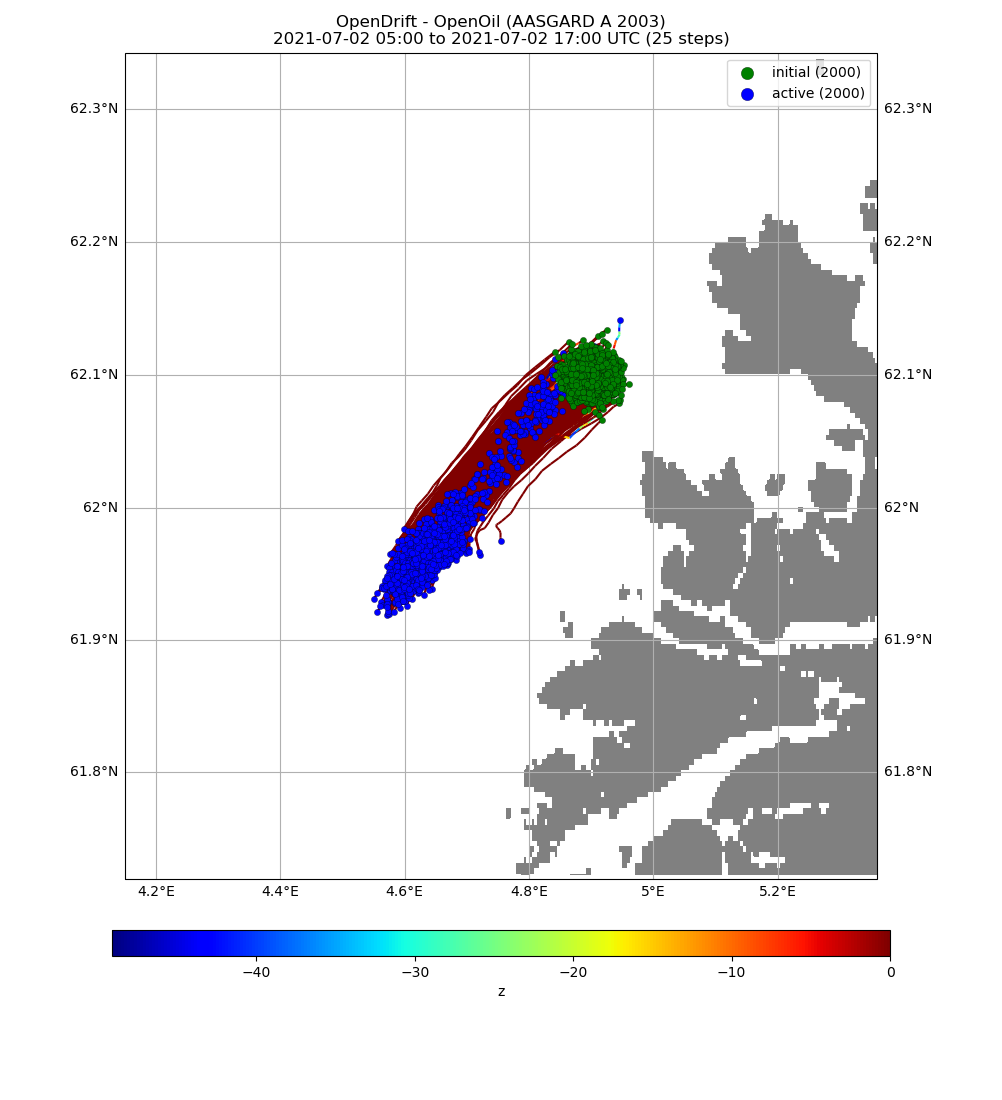 OpenDrift - OpenOil (AASGARD A 2003)
2021-07-02 05:00 to 2021-07-02 17:00 UTC (25 steps)
initial (2000)
active (2000)
62.3°N 62.3°N
62.2°N 62.2°N
62.1°N 62.1°N
62°N 62°N
61.9°N 61.9°N
61.8°N 61.8°N
4.2°E 4.4°E 4.6°E 4.8°E 5°E 5.2°E
−40 −30 −20 −10 0
z